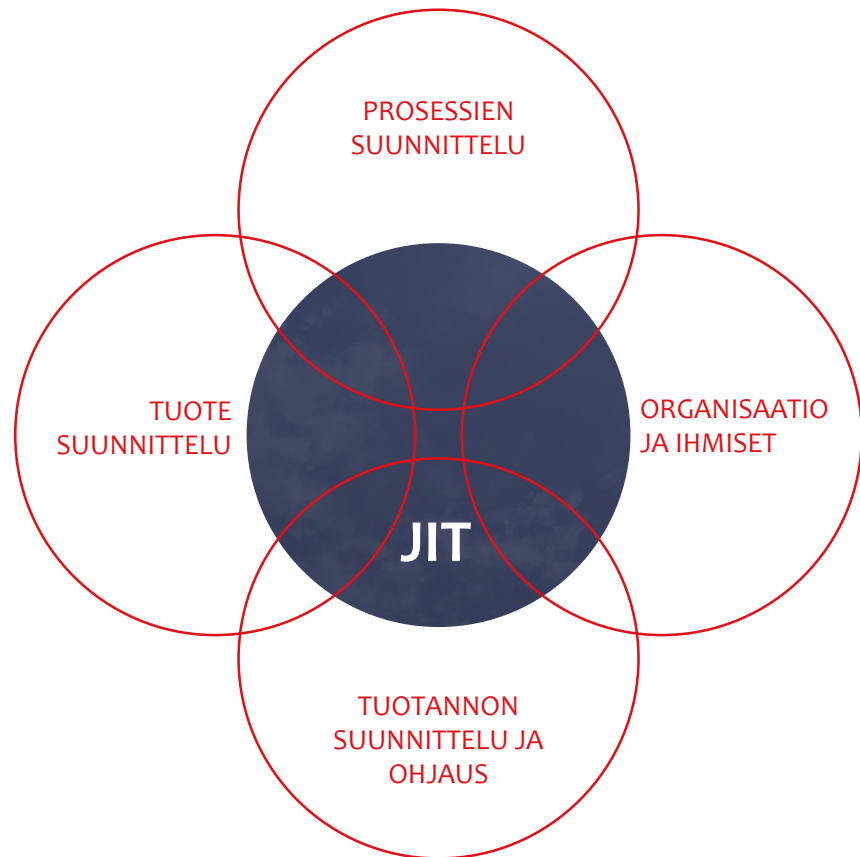 PROSESSIEN
SUUNNITTELU
TUOTE
SUUNNITTELU
ORGANISAATIO
JA IHMISET
JIT
TUOTANNON
SUUNNITTELU JA
OHJAUS